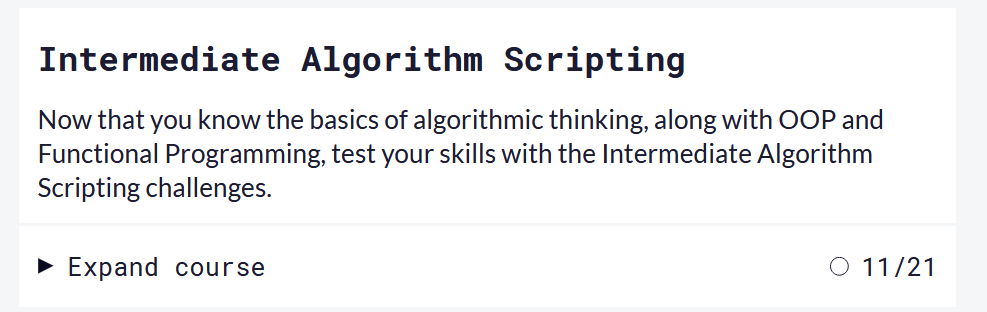 Intermediate Algorithm Scripting
Now that you know the basics of algorithmic thinking, along with OOP and
Functional Programming, test your skills with the Intermediate Algorithm
Scripting challenges.
Expand course
11/21